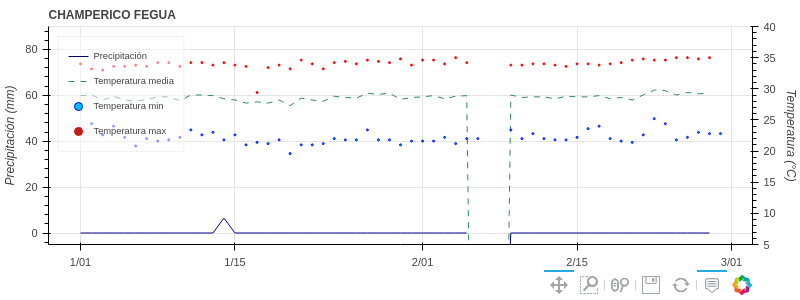 CHAMPERICO FEGUA
Precipitación
Temperatura media
Temperatura min
Temperatura max
Precipitación (mm)
80
60
40
20
0
40
35
30
25
20
15
10
5
Temperatura (°C)
1/01
1/15
2/01
2/15
3/01